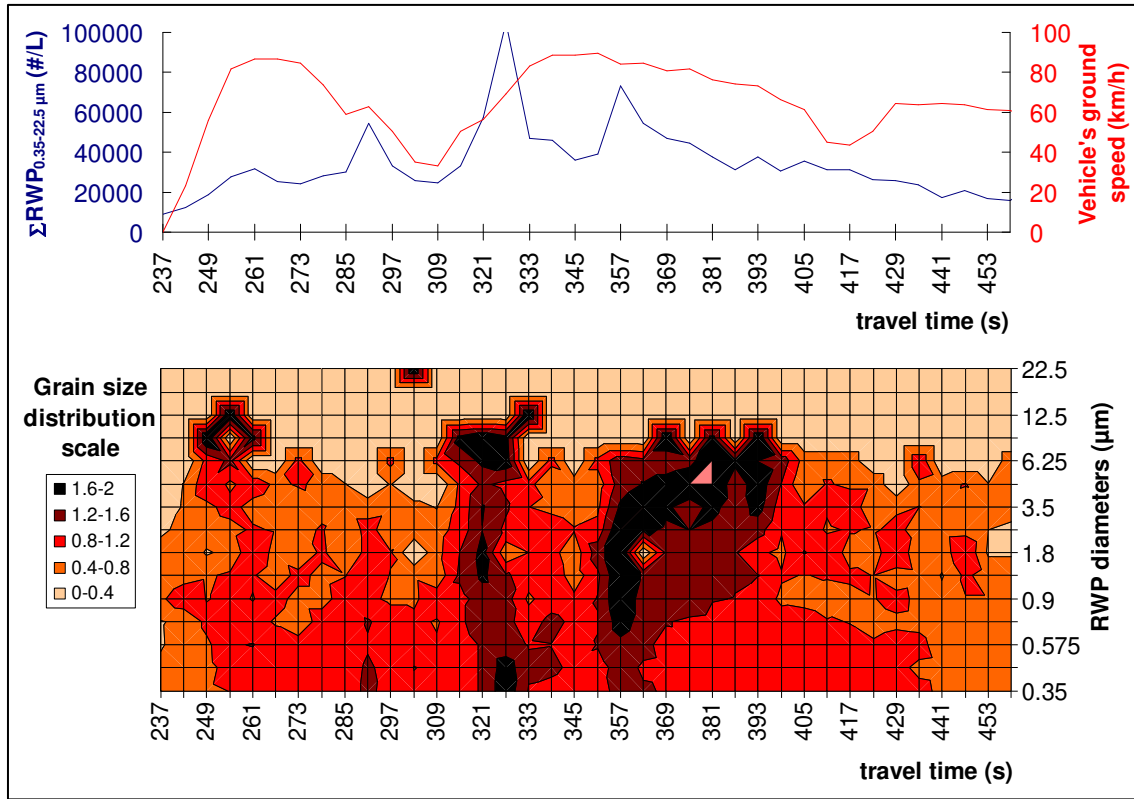 100000
80000
60000
40000
20000
0
ΣRWP0.35-22.5 µm (#/L)
100
80
60
40
20
0
Vehicle's ground
speed (km/h)
237 249 261 273 285 297 309 321 333 345 357 369 381 393 405 417 429 441 453
travel time (s)
Grain size
distribution
scale
1.6-2
1.2-1.6
0.8-1.2
0.4-0.8
0-0.4
22.5
12.5
6.25
3.5
1.8
0.9
0.575
0.35
RWP diameters (µm)
237 249 261 273 285 297 309 321 333 345 357 369 381 393 405 417 429 441 453
travel time (s)